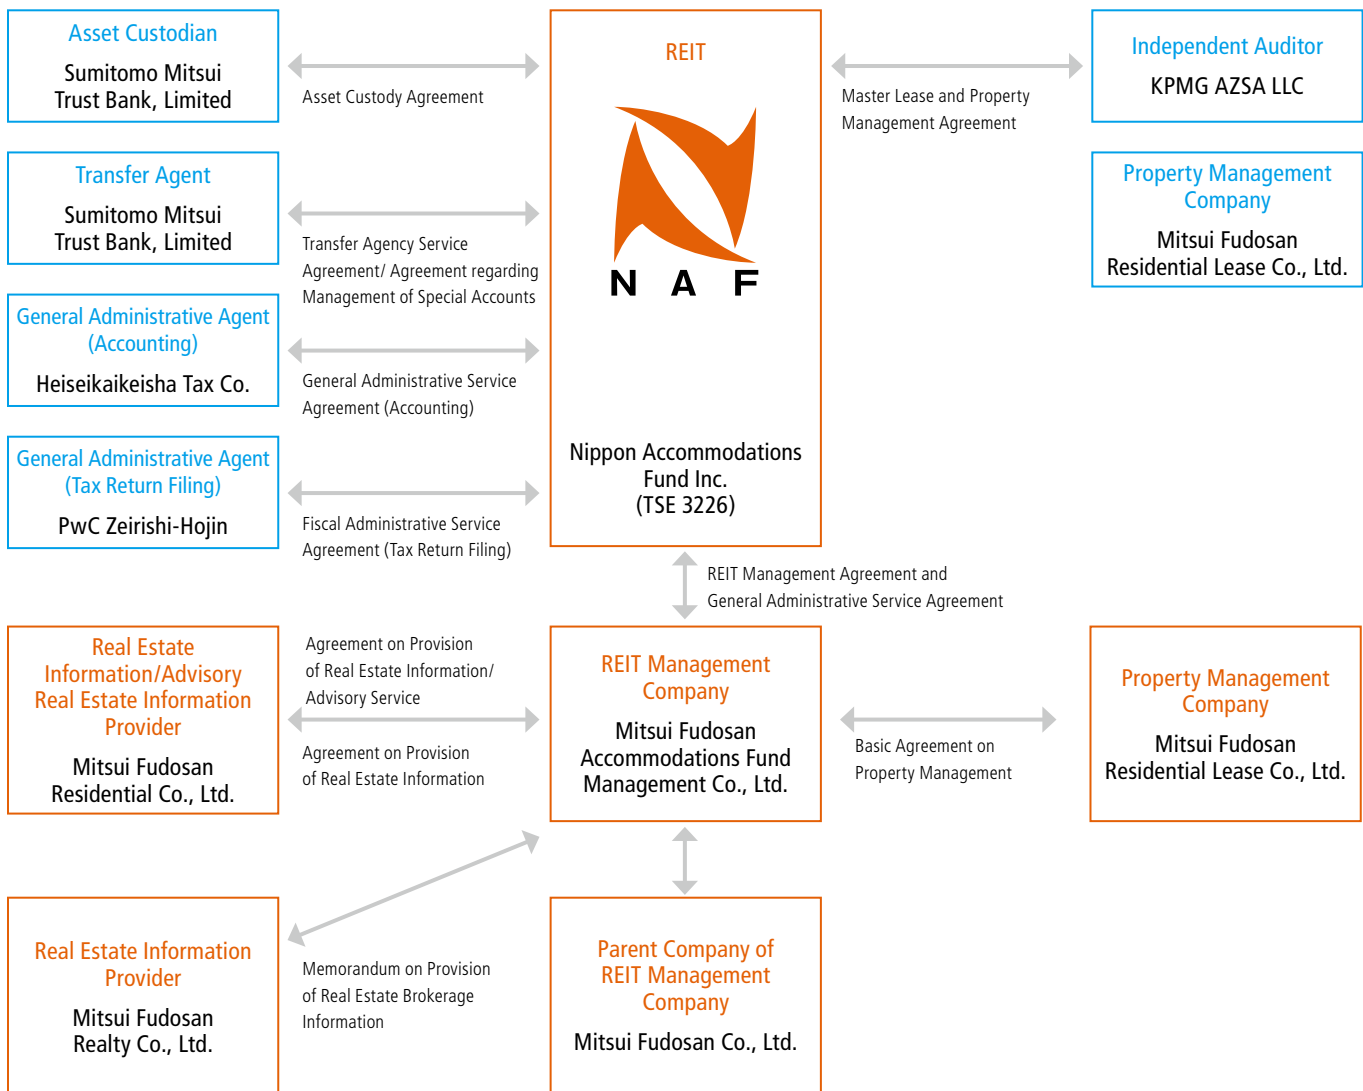 Asset Custodian
Sumitomo Mitsui
Trust Bank, Limited
Asset Custody Agreement
REIT
NAF
Nippon Accommodations
Fund Inc.
(TSE 3226)
Master Lease and Property
Management Agreement
Independent Auditor
KPMG AZSA LLC
Transfer Agent
Sumitomo Mitsui
Trust Bank, Limited
Transfer Agency Service
Agreement/ Agreement regarding
Management of Special Accounts
Property Management
Company
Mitsui Fudosan
Residential Lease Co., Ltd.
General Administrative Agent
(Accounting)
Heiseikaikeisha Tax Co.
General Administrative Service
Agreement (Accounting)
General Administrative Agent
(Tax Return Filing)
PwC Zeirishi-Hojin
Fiscal Administrative Service
Agreement (Tax Return Filing)
REIT Management Agreement and
General Administrative Service Agreement
Real Estate
Information/Advisory
Real Estate Information
Provider
Mitsui Fudosan
Residential Co., Ltd.
Agreement on Provision
of Real Estate Information/
Advisory Service
Agreement on Provision
of Real Estate Information
REIT Management
Company
Mitsui Fudosan
Accommodations Fund
Management Co., Ltd.
Basic Agreement on
Property Management
Property Management
Company
Mitsui Fudosan
Residential Lease Co., Ltd.
Real Estate Information
Provider
Mitsui Fudosan
Realty Co., Ltd.
Memorandum on Provision
of Real Estate Brokerage
Information
Parent Company of
REIT Management
Company
Mitsui Fudosan Co., Ltd.